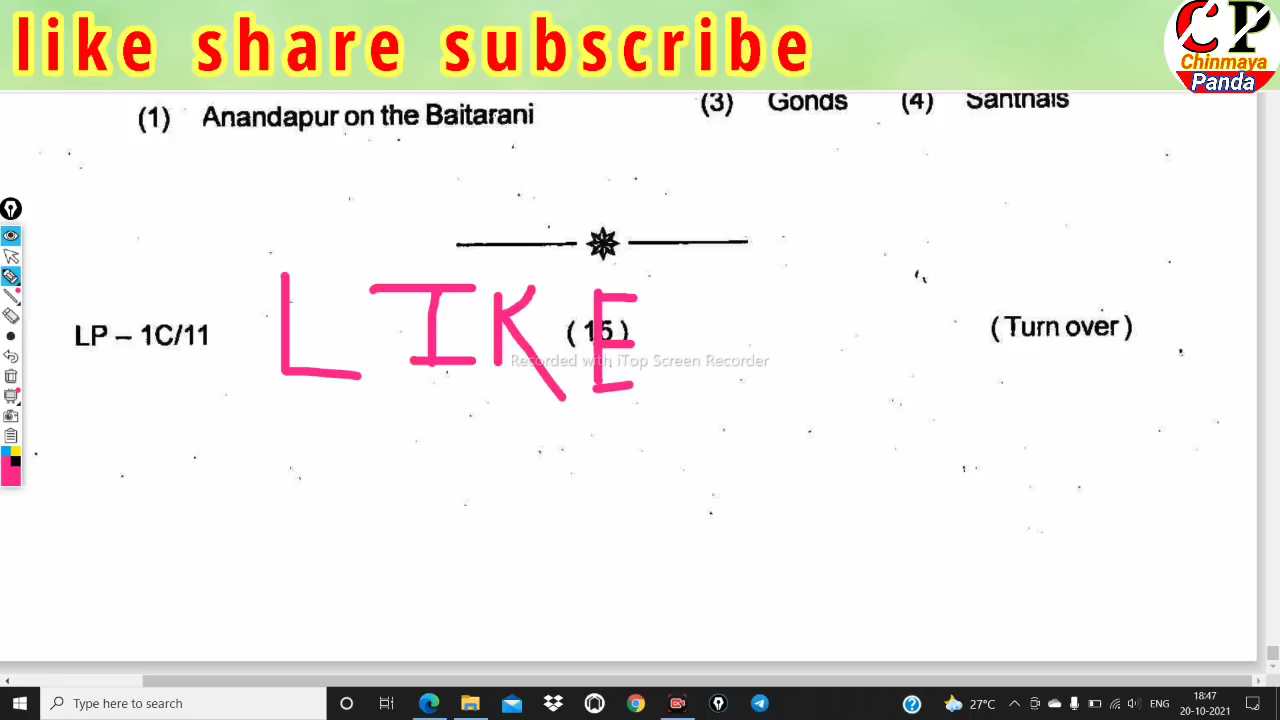 like share subscribe
CP
Chinmaya
Panda
(1) Anandapur on the Baitarani
(3) Gonds (4) Santhals
LIKE
LP – 1C/11
(15)
(Turn over)
Recorded with iTop Screen Recorder
Type here to search
27°C
ENG
18:47
20-10-2021